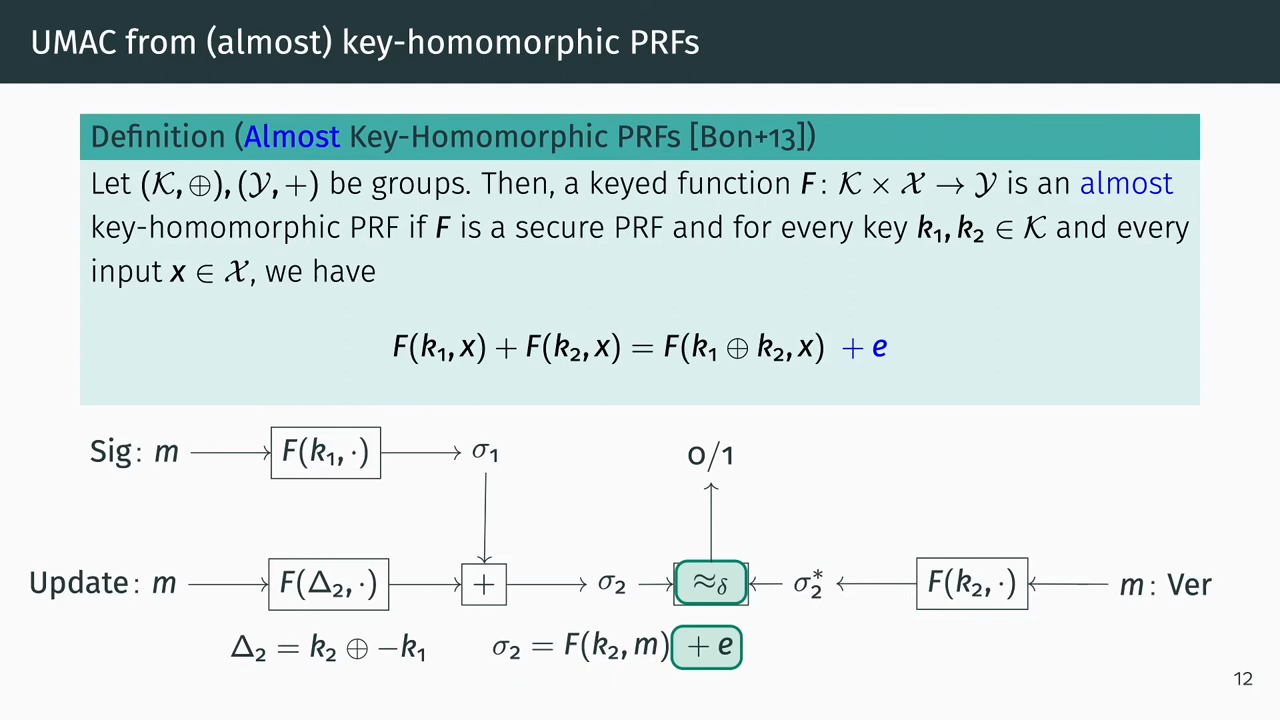 UMAC from (almost) key-homomorphic PRFs
Definition (Almost Key-Homomorphic PRFs [Bon+13])
Let (𝒦, ⊕), (𝒴, +) be groups. Then, a keyed function F: 𝒦 × 𝒳 → 𝒴 is an almost
key-homomorphic PRF if F is a secure PRF and for every key k₁, k₂ ∈ 𝒦 and every
input x ∈ 𝒳, we have
F(k₁, x) + F(k₂, x) = F(k₁ ⊕ k₂, x) + e
Sig: m F(k₁, ·) σ₁ 0/1
Update: m F(Δ₂, ·) + σ₂ ≈δ σ₂* F(k₂, ·) m: Ver
Δ₂ = k₂ ⊕ −k₁ σ₂ = F(k₂, m) + e
12